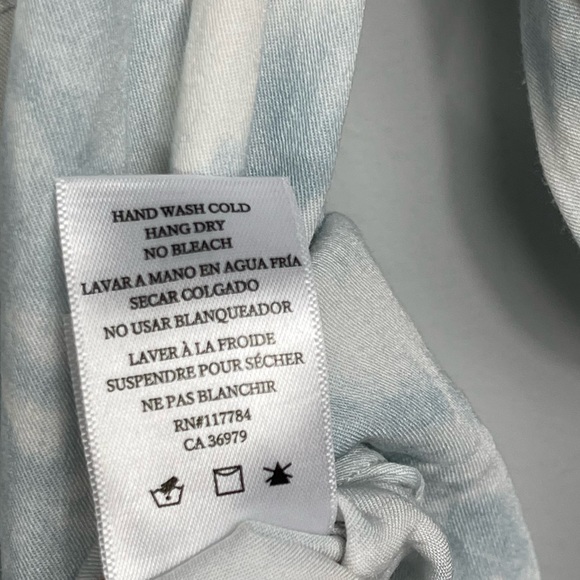 HAND WASH COLD
HANG DRY
NO BLEACH
LAVAR A MANO EN AGUA FRÍA
SECAR COLGADO
NO USAR BLANQUEADOR
LAVER À LA FROIDE
SUSPENDRE POUR SÉCHER
NE PAS BLANCHIR
RN#117784
CA 36979